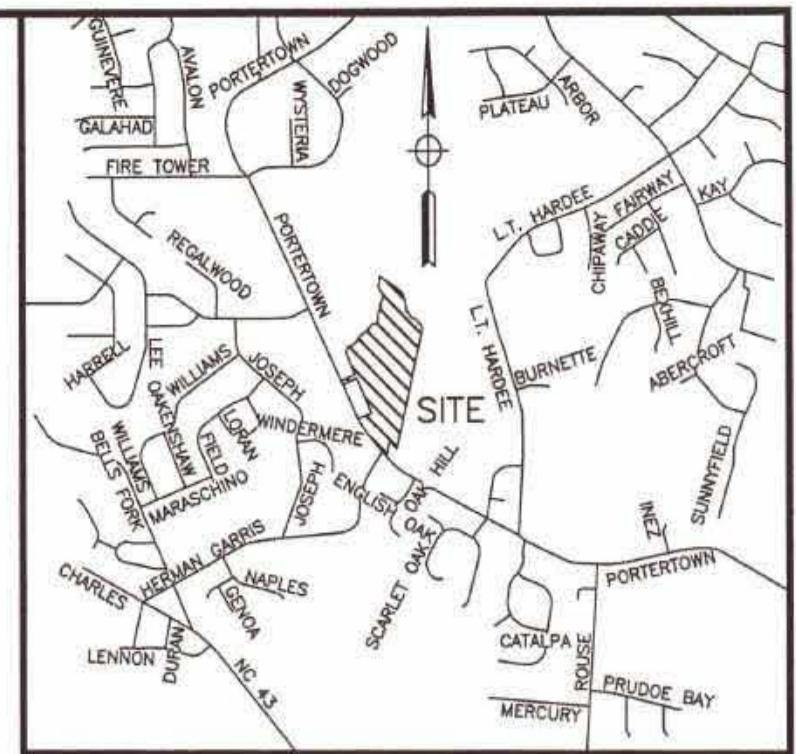 GUINEVERE
AVALON
PORTERTOWN
DOGWOOD
WYSTERIA
GALAHAD
FIRE TOWER
PLATEAU
ARBOR
PORTERTOWN
REGALWOOD
L.T. HARDEE
CHIPAWAY
FAIRWAY
CADDIE
KAY
BEXHILL
L.T. HARDEE
BURNETTE
ABERCROFT
HARRELL
LEE
WILLIAMS
JOSEPH
OAKENSHAW
LORAN
WINDERMERE
SITE
FIELD
WILLIAMS
BELL'S FORK
MARASCHINO
JOSEPH
ENGLISH OAK
OAK HILL
SUNNYFIELD
INEZ
PORTERTOWN
SCARLET OAK
HERMAN GARRIS
CHARLES
NAPLES
GENOA
LENNON
DURAN
NC 43
CATALPA
ROUSE
MERCURY
PRUDOE BAY